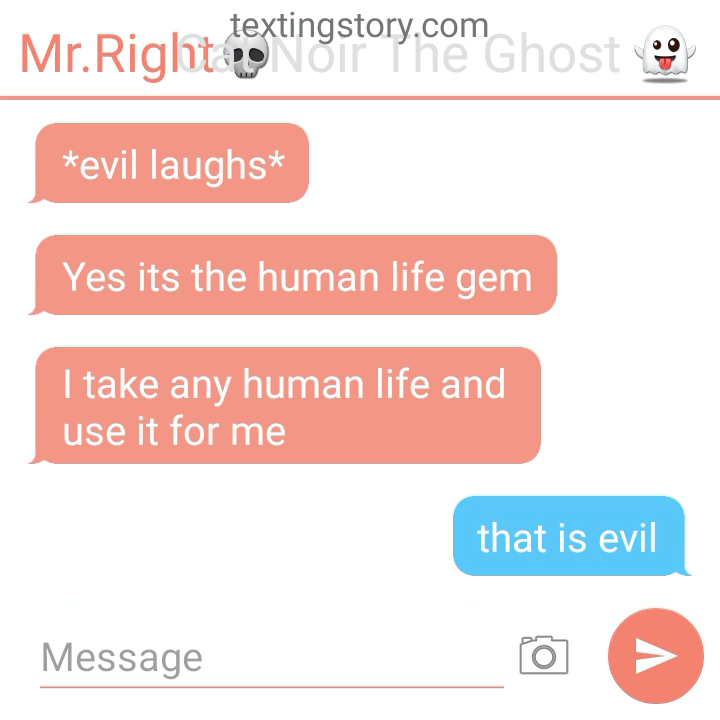 textingstory.com
Mr.Right💀 Cat Noir The Ghost 👻
*evil laughs*
Yes its the human life gem
I take any human life and
use it for me
that is evil
Message